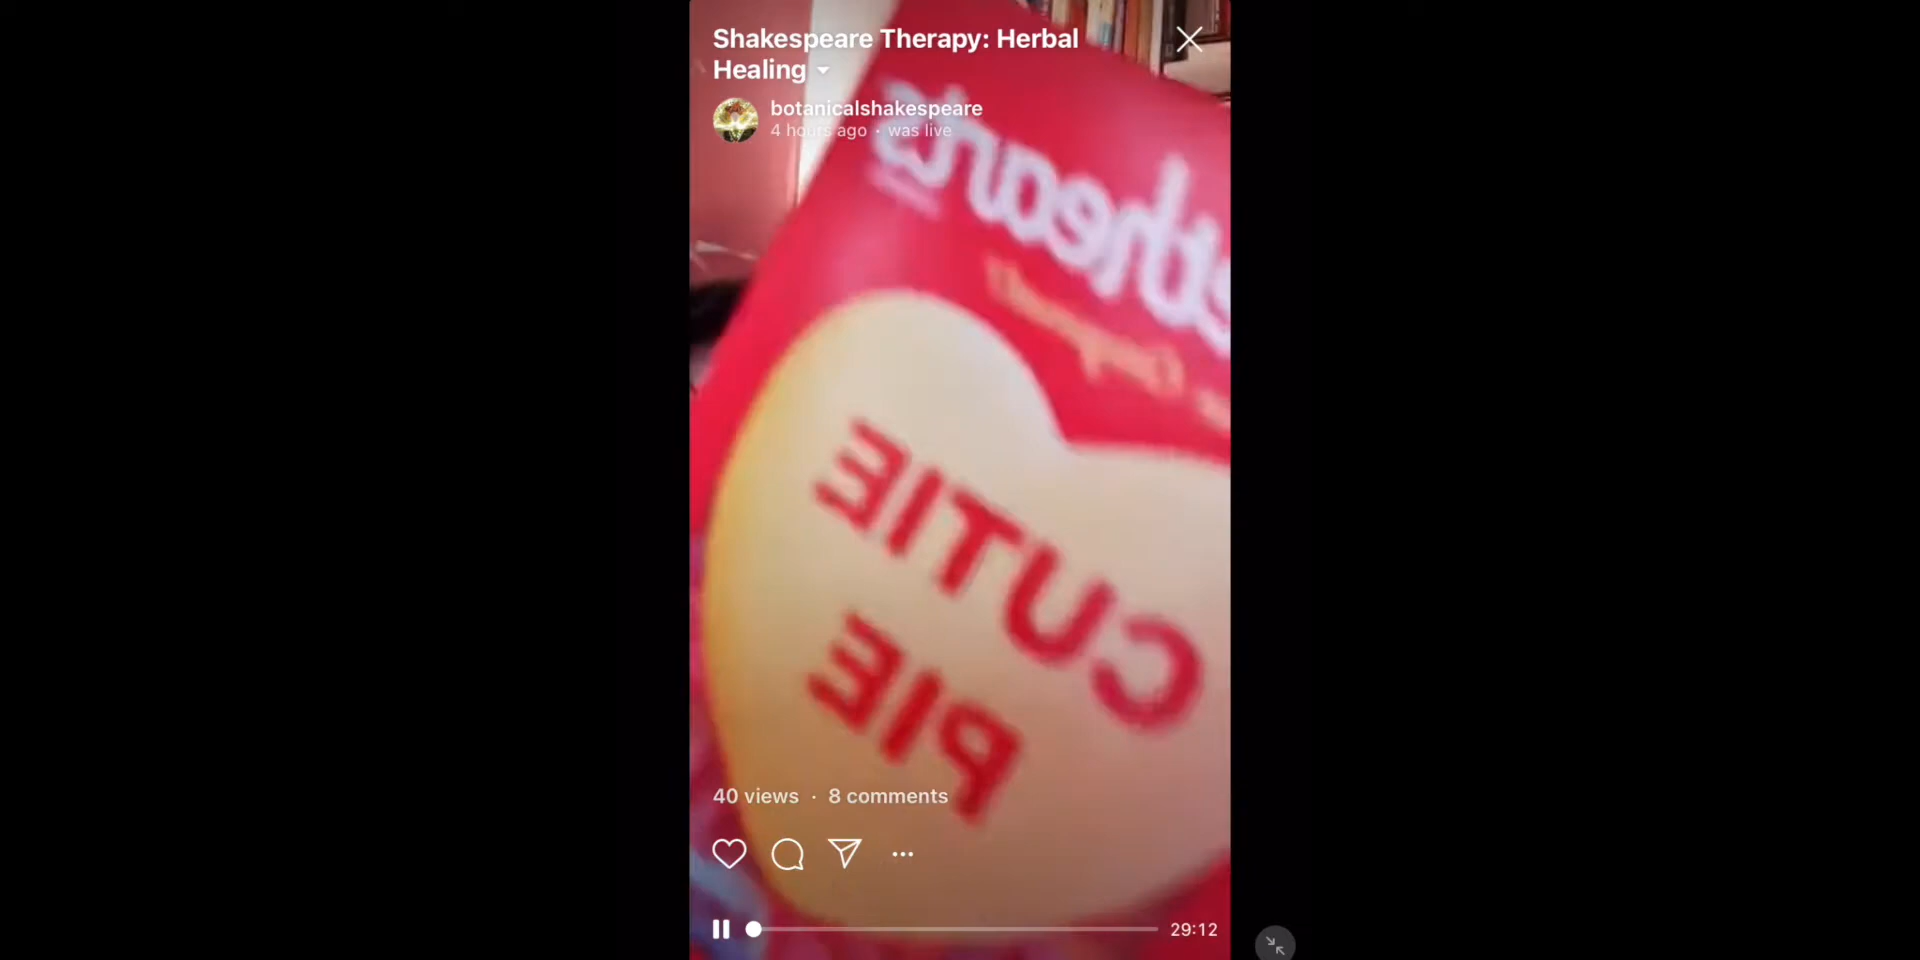 Shakespeare Therapy: Herbal
Healing
botanicalshakespeare
4 hours ago · was live
CUTIE
PIE
40 views · 8 comments
29:12